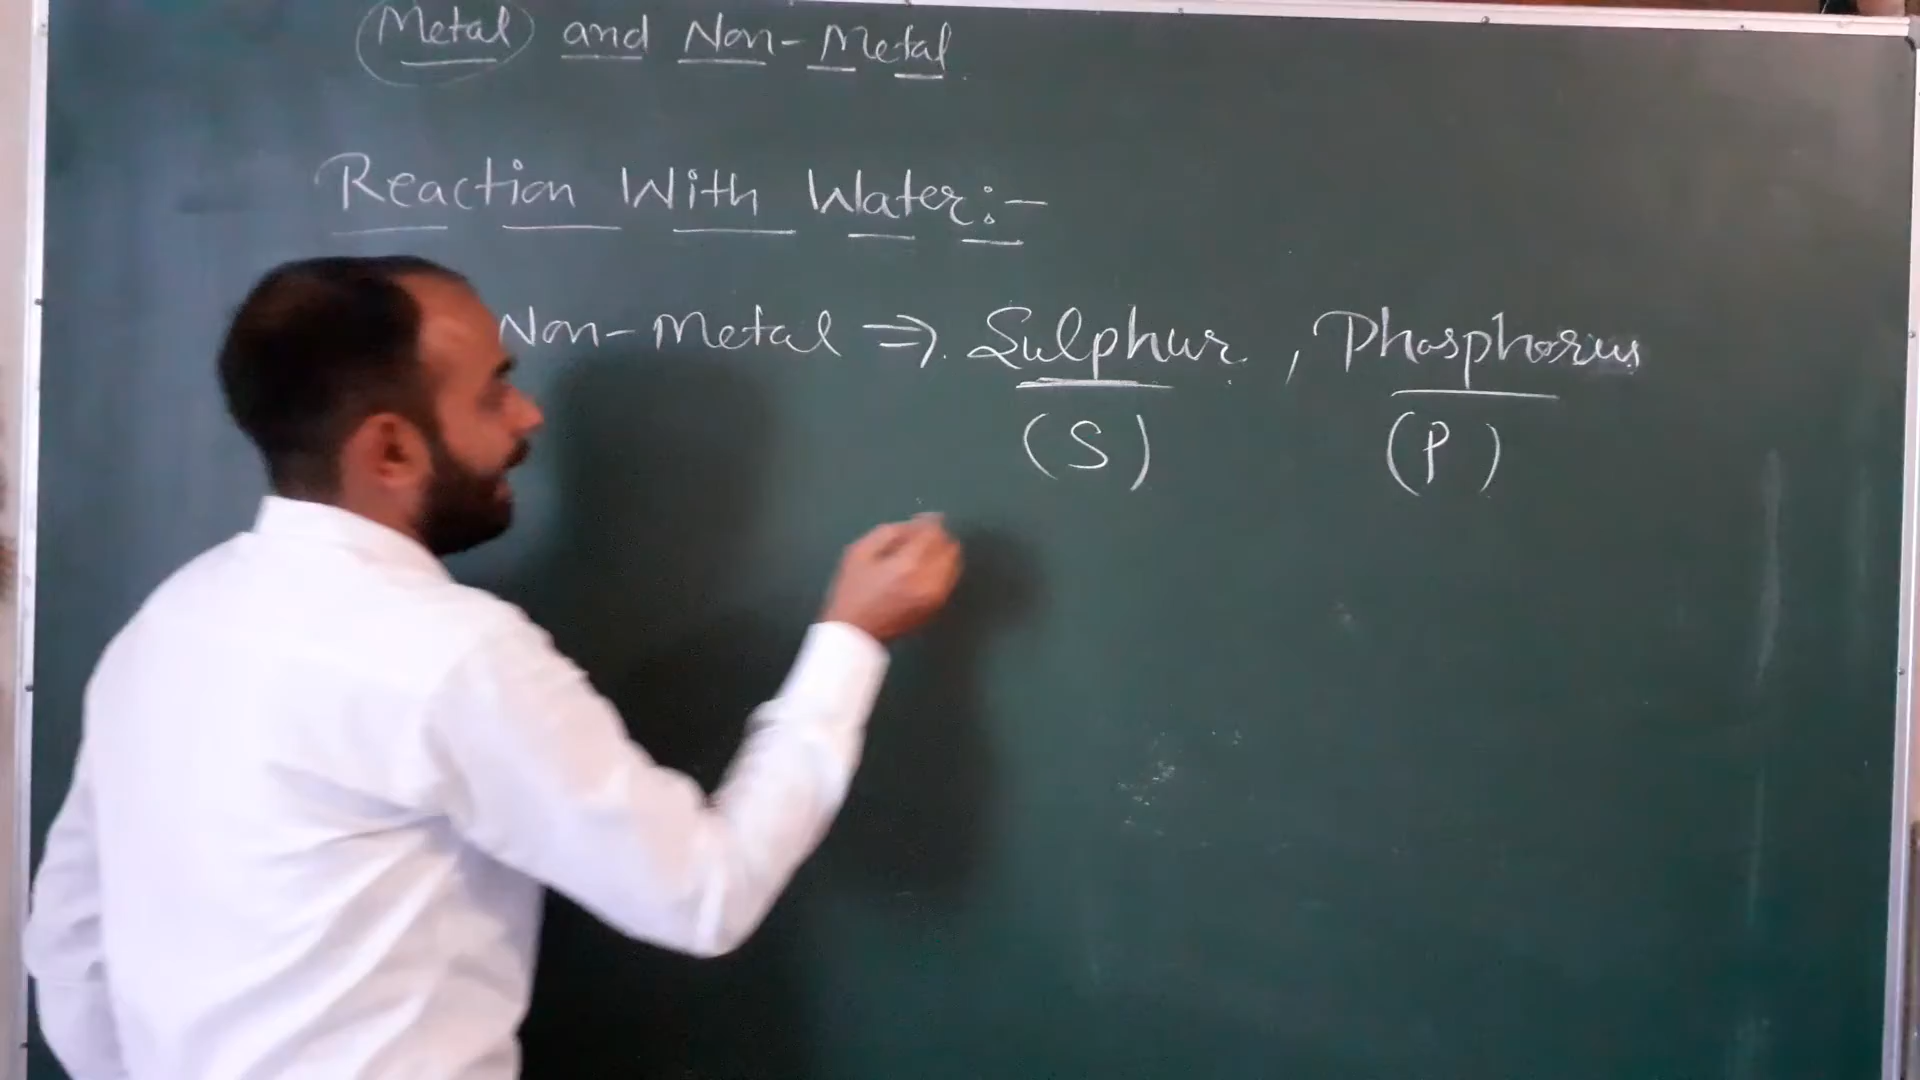 Metal and Non-Metal
Reaction With Water:-
Non-Metal ⇒ Sulphur, Phosphorus
(S) (P)